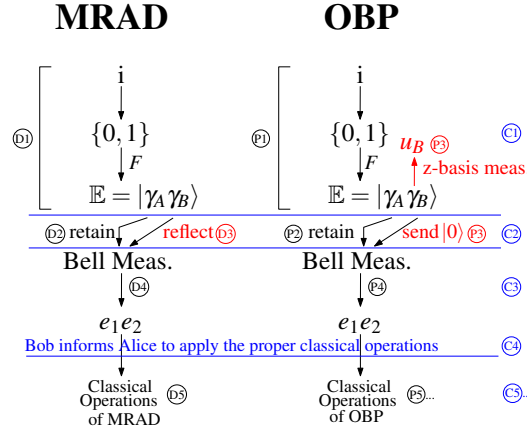 MRAD OBP
i i
D1 {0, 1} P1 {0, 1} u_B P3 C1
F F z-basis meas
𝔼 = |γ_A γ_B⟩ 𝔼 = |γ_A γ_B⟩
D2 retain reflect D3 P2 retain send |0⟩ P3 C2
Bell Meas. Bell Meas.
D4 P4 C3
e₁e₂ e₁e₂
Bob informs Alice to apply the proper classical operations C4
Classical Classical
Operations D5 Operations P5... C5..
of MRAD of OBP